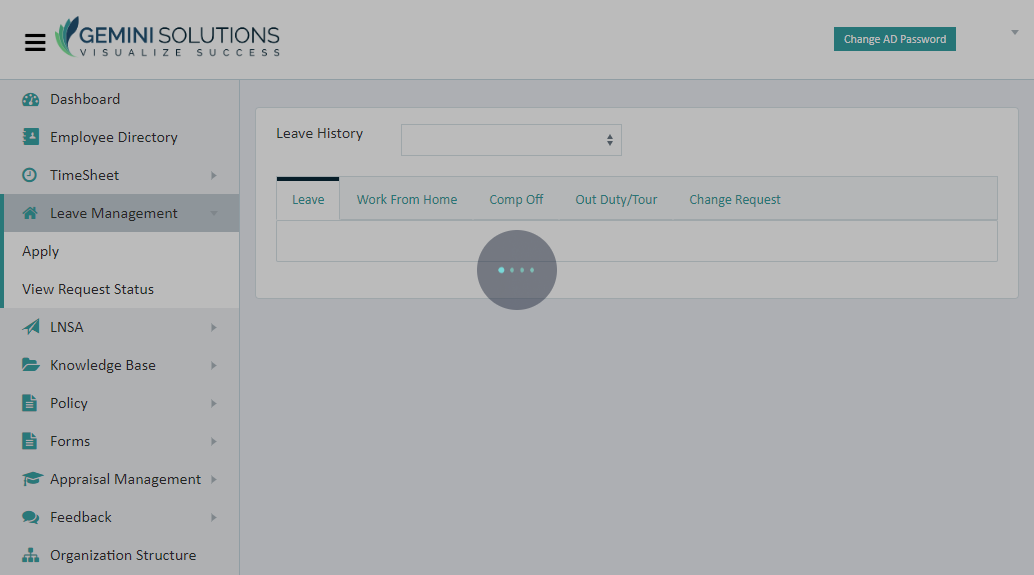 GEMINI SOLUTIONS
VISUALIZE SUCCESS
Change AD Password
Dashboard
Employee Directory
TimeSheet
Leave Management
Apply
View Request Status
LNSA
Knowledge Base
Policy
Forms
Appraisal Management
Feedback
Organization Structure
Leave History
Leave Work From Home Comp Off Out Duty/Tour Change Request